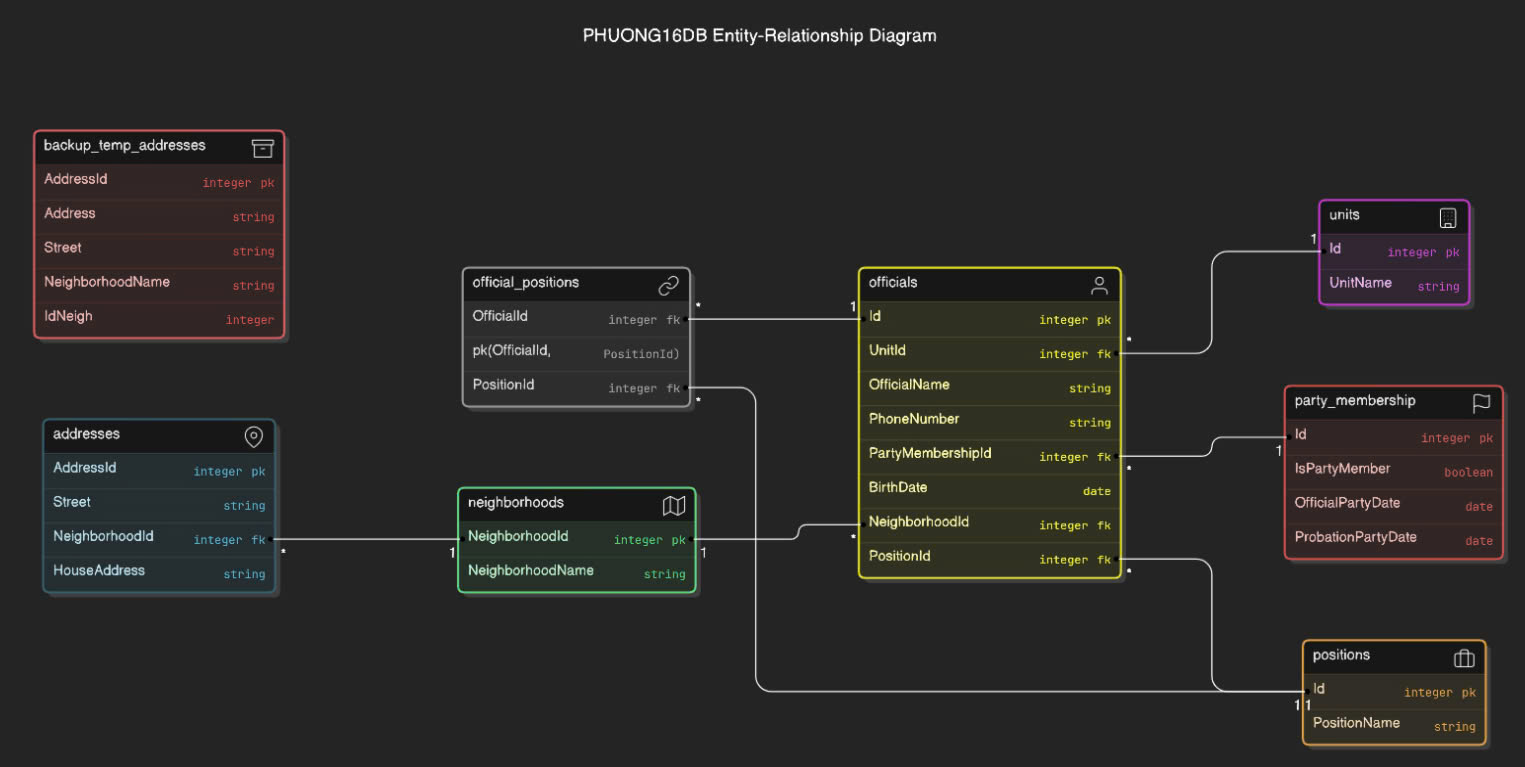 PHUONG16DB Entity-Relationship Diagram
backup_temp_addresses
AddressId integer pk
Address string
Street string
NeighborhoodName string
IdNeigh integer
addresses
AddressId integer pk
Street string
NeighborhoodId integer fk
HouseAddress string
*
1
official_positions
OfficialId integer fk
pk(OfficialId, PositionId)
PositionId integer fk
*
*
neighborhoods
NeighborhoodId integer pk
NeighborhoodName string
1
1
officials
Id integer pk
UnitId integer fk
OfficialName string
PhoneNumber string
PartyMembershipId integer fk
BirthDate date
NeighborhoodId integer fk
PositionId integer fk
*
*
*
*
units
Id integer pk
UnitName string
1
party_membership
Id integer pk
IsPartyMember boolean
OfficialPartyDate date
ProbationPartyDate date
1
positions
Id integer pk
PositionName string
1 1